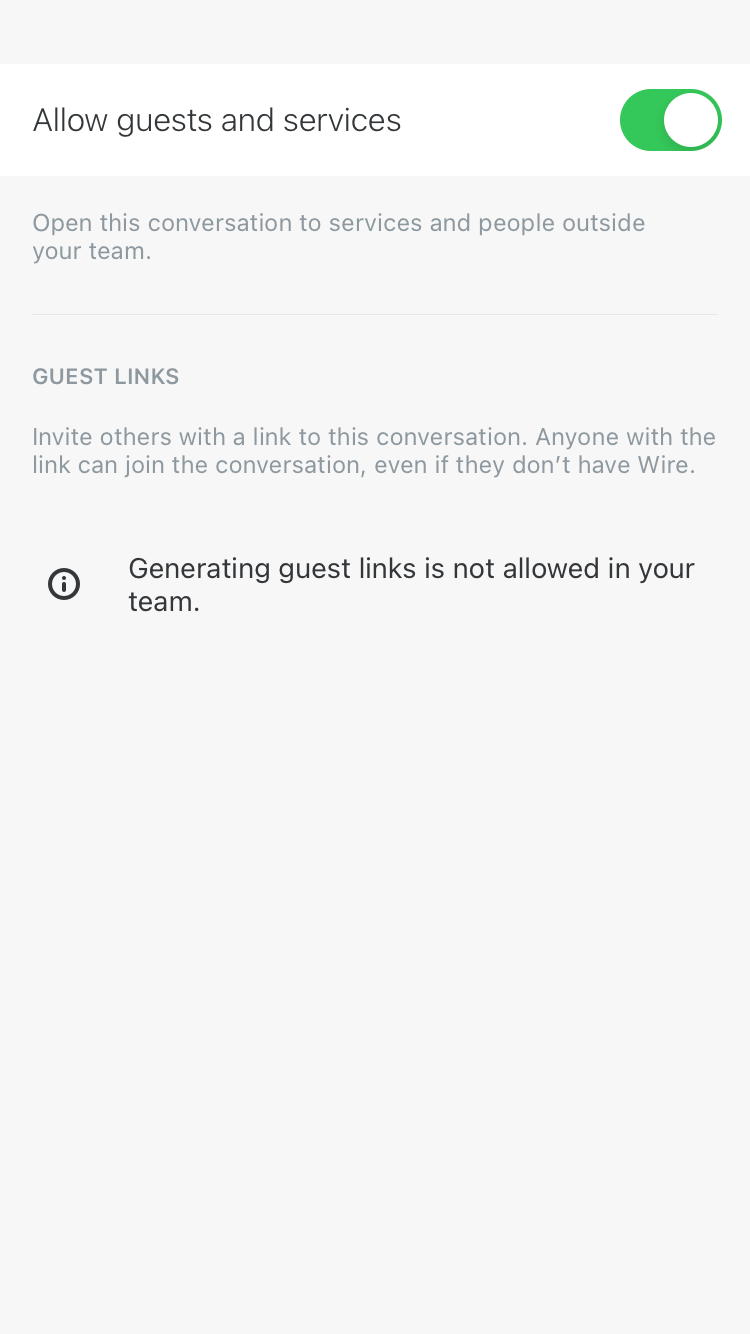 Allow guests and services
Open this conversation to services and people outside
your team.
GUEST LINKS
Invite others with a link to this conversation. Anyone with the
link can join the conversation, even if they don’t have Wire.
Generating guest links is not allowed in your
team.